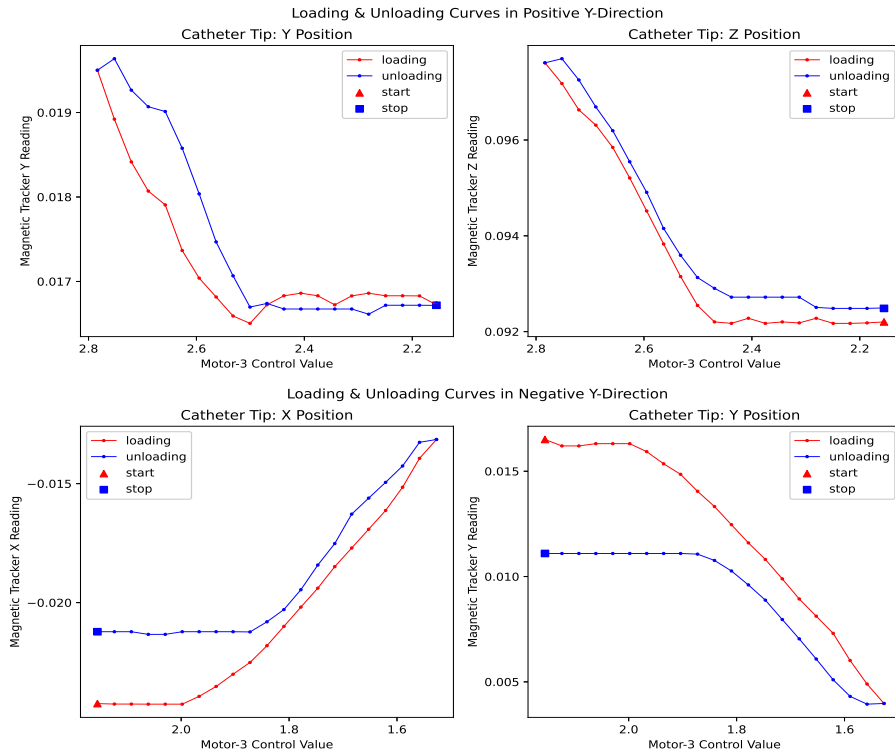 Loading & Unloading Curves in Positive Y-Direction
Catheter Tip: Y Position
Magnetic Tracker Y Reading
0.019
0.018
0.017
2.8
2.6
2.4
2.2
Motor-3 Control Value
loading
unloading
start
stop
Catheter Tip: Z Position
Magnetic Tracker Z Reading
0.096
0.094
0.092
2.8
2.6
2.4
2.2
Motor-3 Control Value
loading
unloading
start
stop
Loading & Unloading Curves in Negative Y-Direction
Catheter Tip: X Position
Magnetic Tracker X Reading
−0.015
−0.020
2.0
1.8
1.6
Motor-3 Control Value
loading
unloading
start
stop
Catheter Tip: Y Position
Magnetic Tracker Y Reading
0.015
0.010
0.005
2.0
1.8
1.6
Motor-3 Control Value
loading
unloading
start
stop